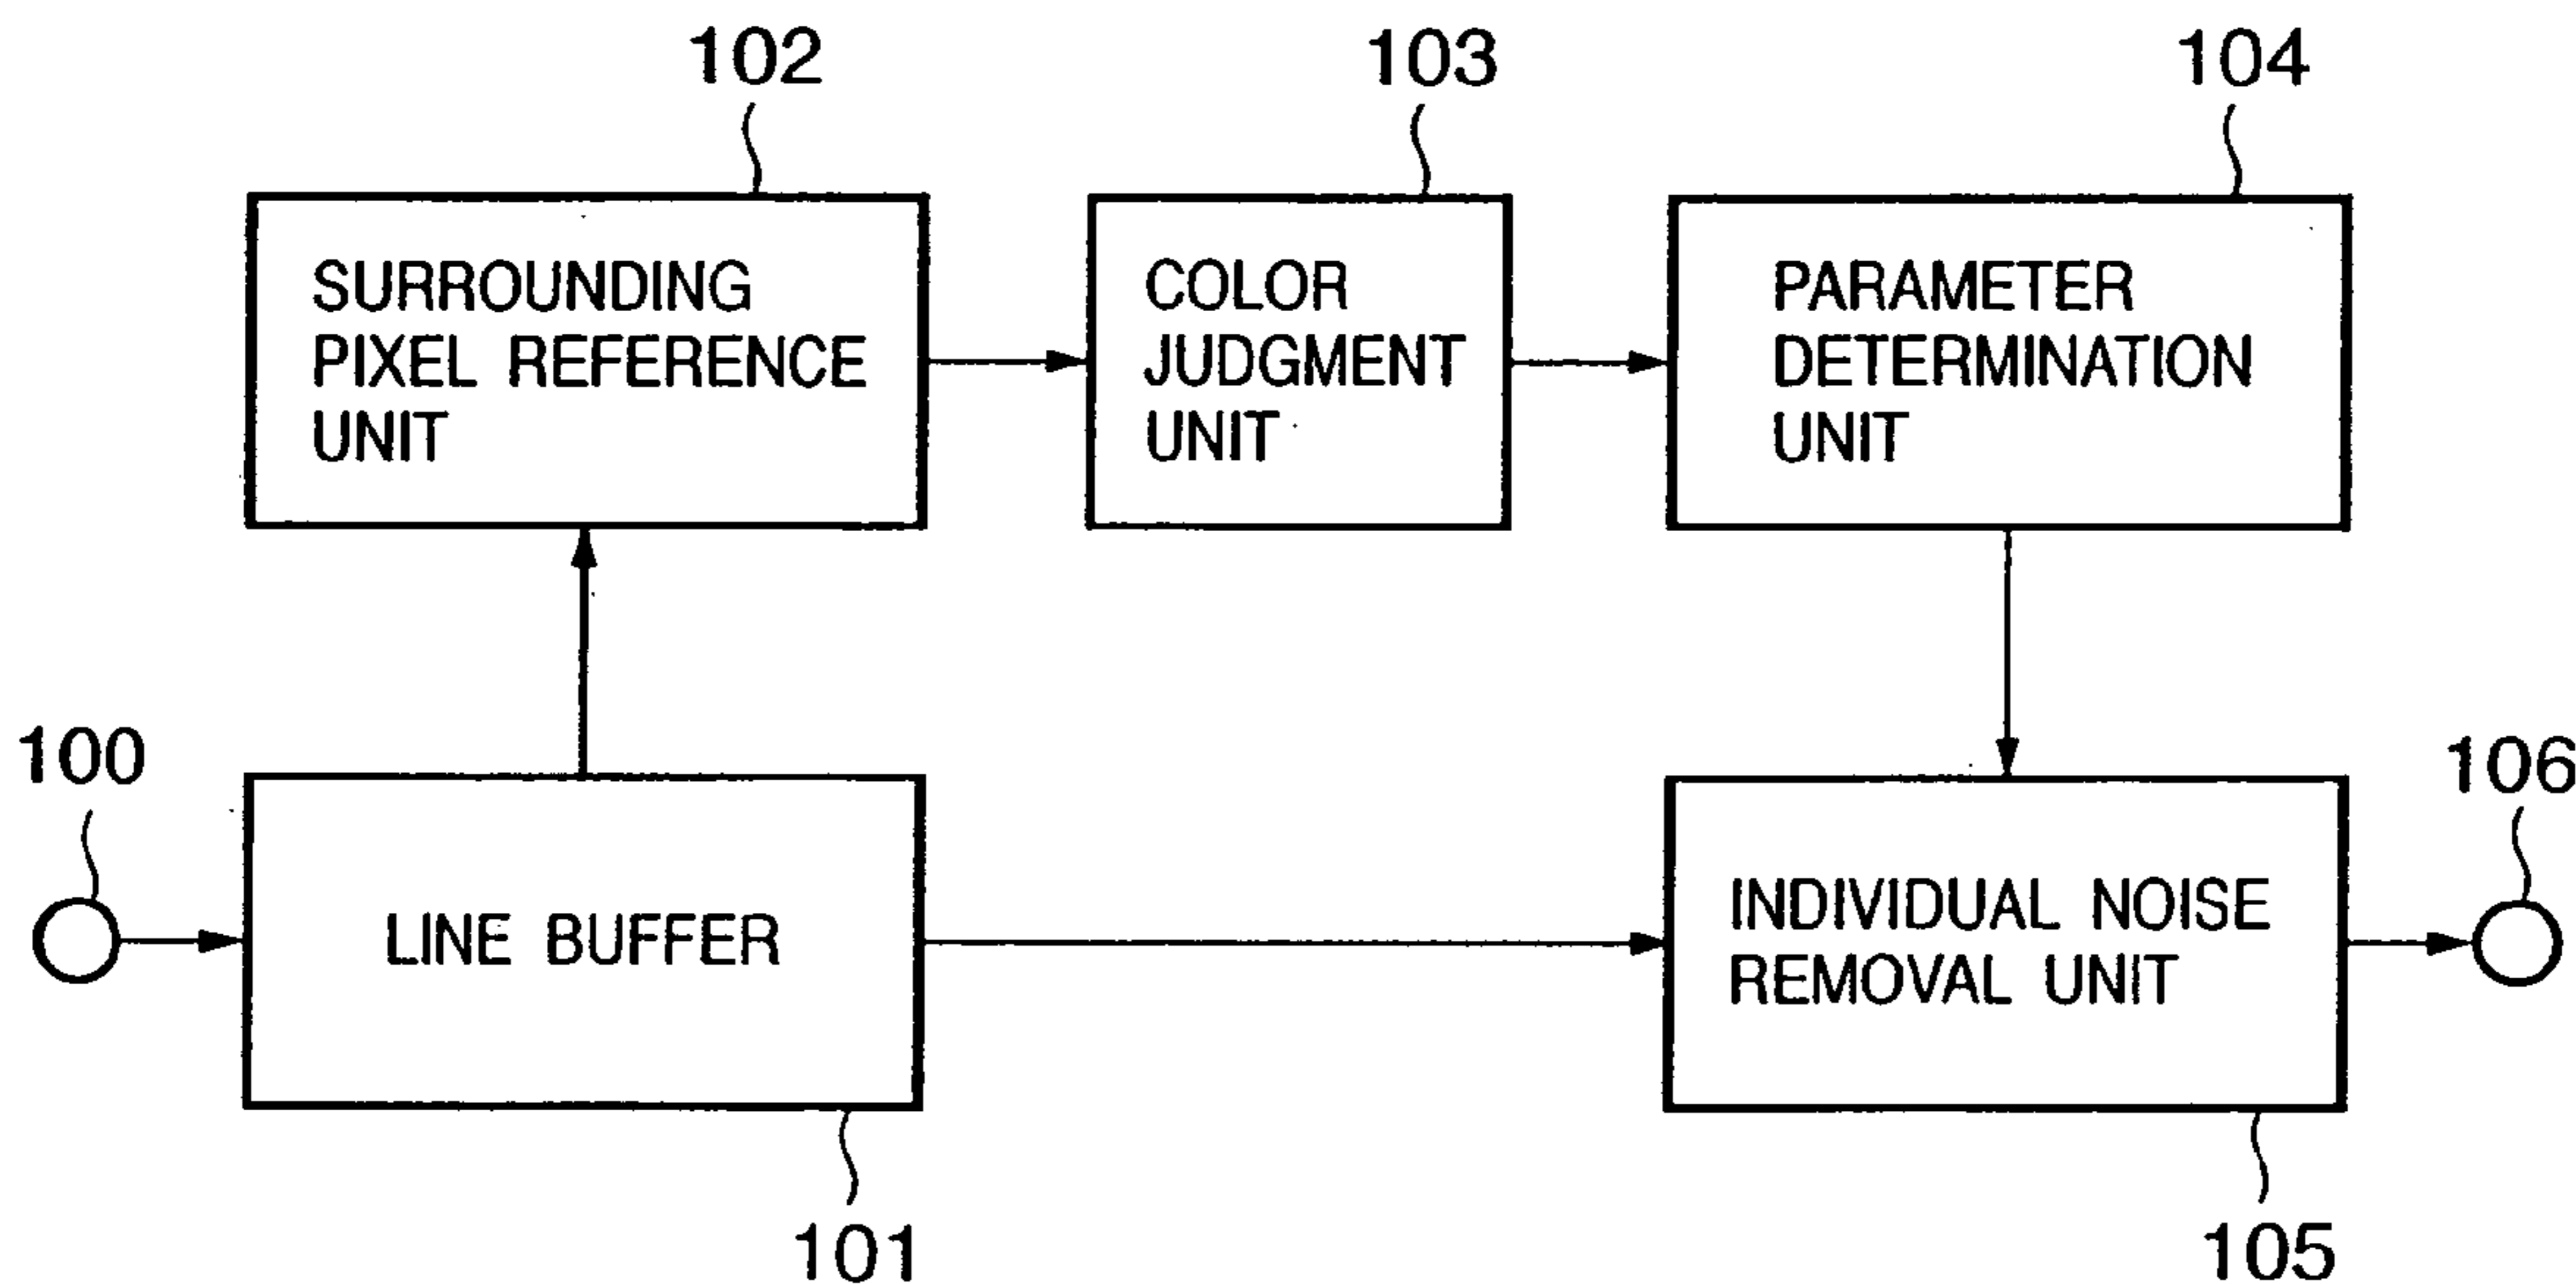 102
103
104
SURROUNDING
PIXEL REFERENCE
UNIT
COLOR
JUDGMENT
UNIT
PARAMETER
DETERMINATION
UNIT
100
106
LINE BUFFER
INDIVIDUAL NOISE
REMOVAL UNIT
101
105